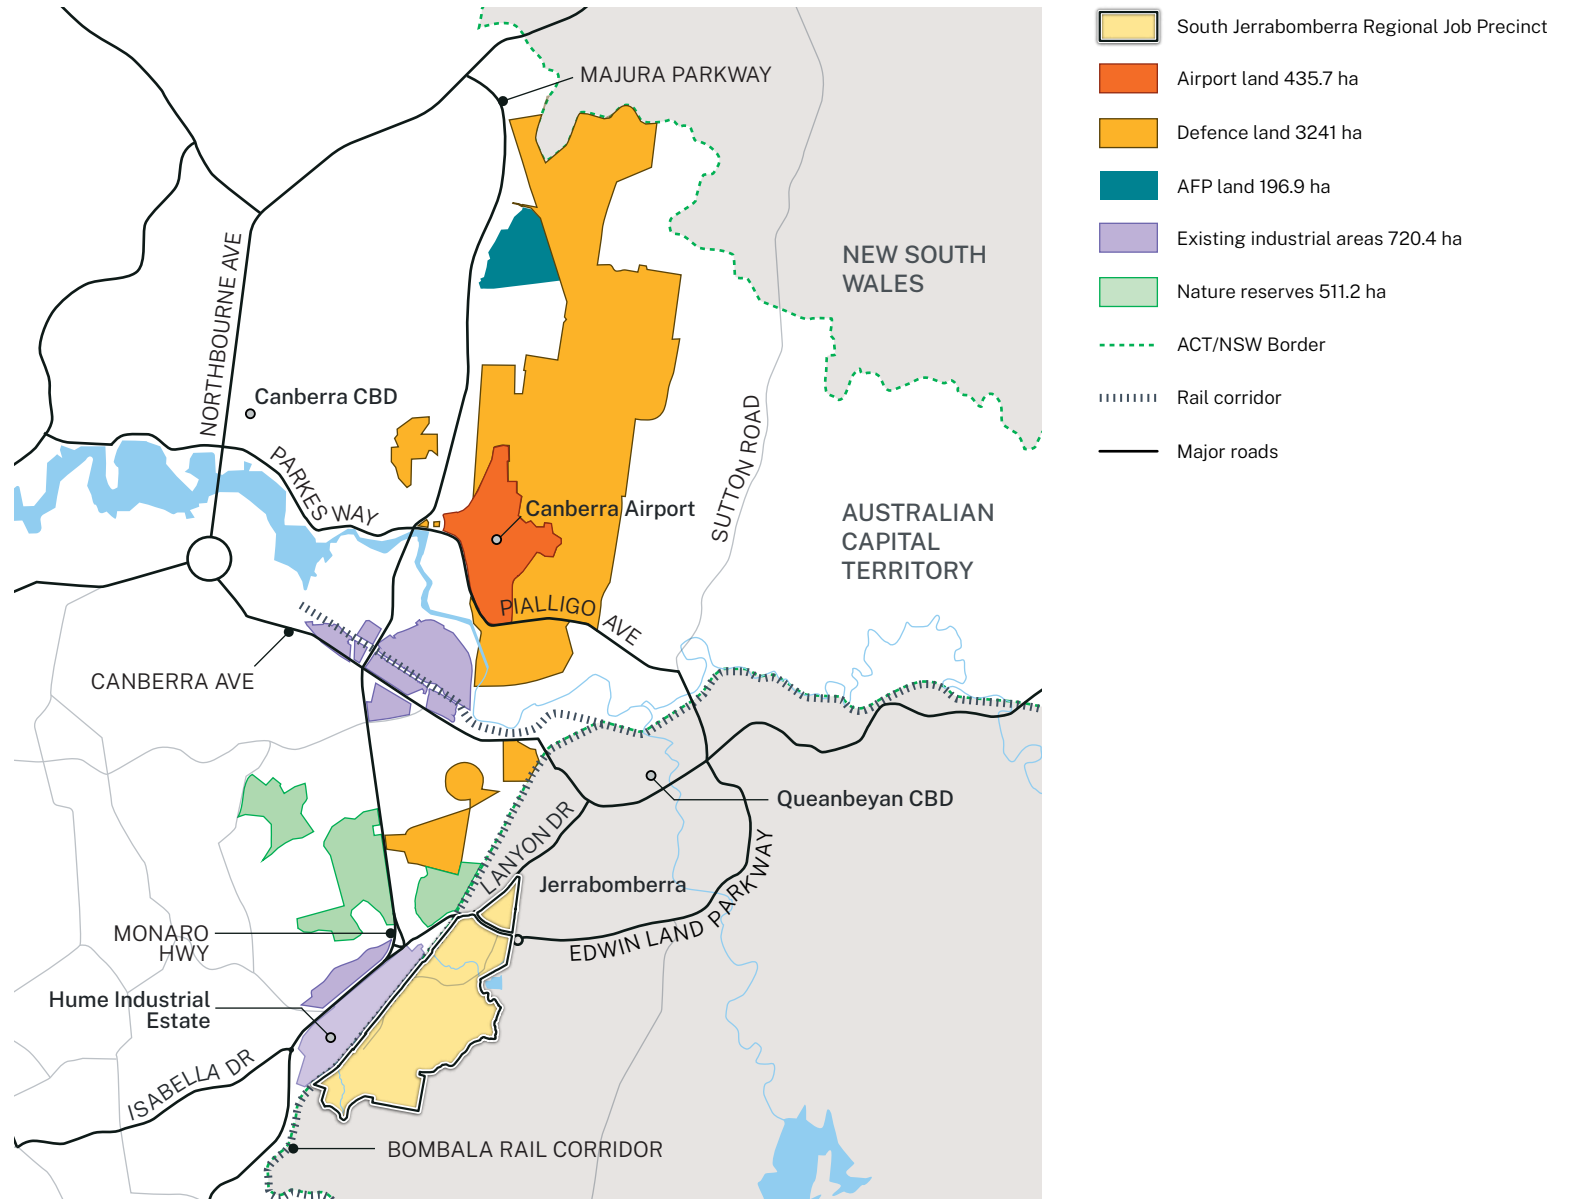 MAJURA PARKWAY
NEW SOUTH
WALES
NORTHBOURNE AVE
Canberra CBD
PARKES WAY
Canberra Airport
SUTTON ROAD
AUSTRALIAN
CAPITAL
TERRITORY
PIALLIGO AVE
CANBERRA AVE
Queanbeyan CBD
LANYON DR
Jerrabomberra
EDWIN LAND PARKWAY
MONARO
HWY
Hume Industrial
Estate
ISABELLA DR
BOMBALA RAIL CORRIDOR
South Jerrabomberra Regional Job Precinct
Airport land 435.7 ha
Defence land 3241 ha
AFP land 196.9 ha
Existing industrial areas 720.4 ha
Nature reserves 511.2 ha
ACT/NSW Border
Rail corridor
Major roads